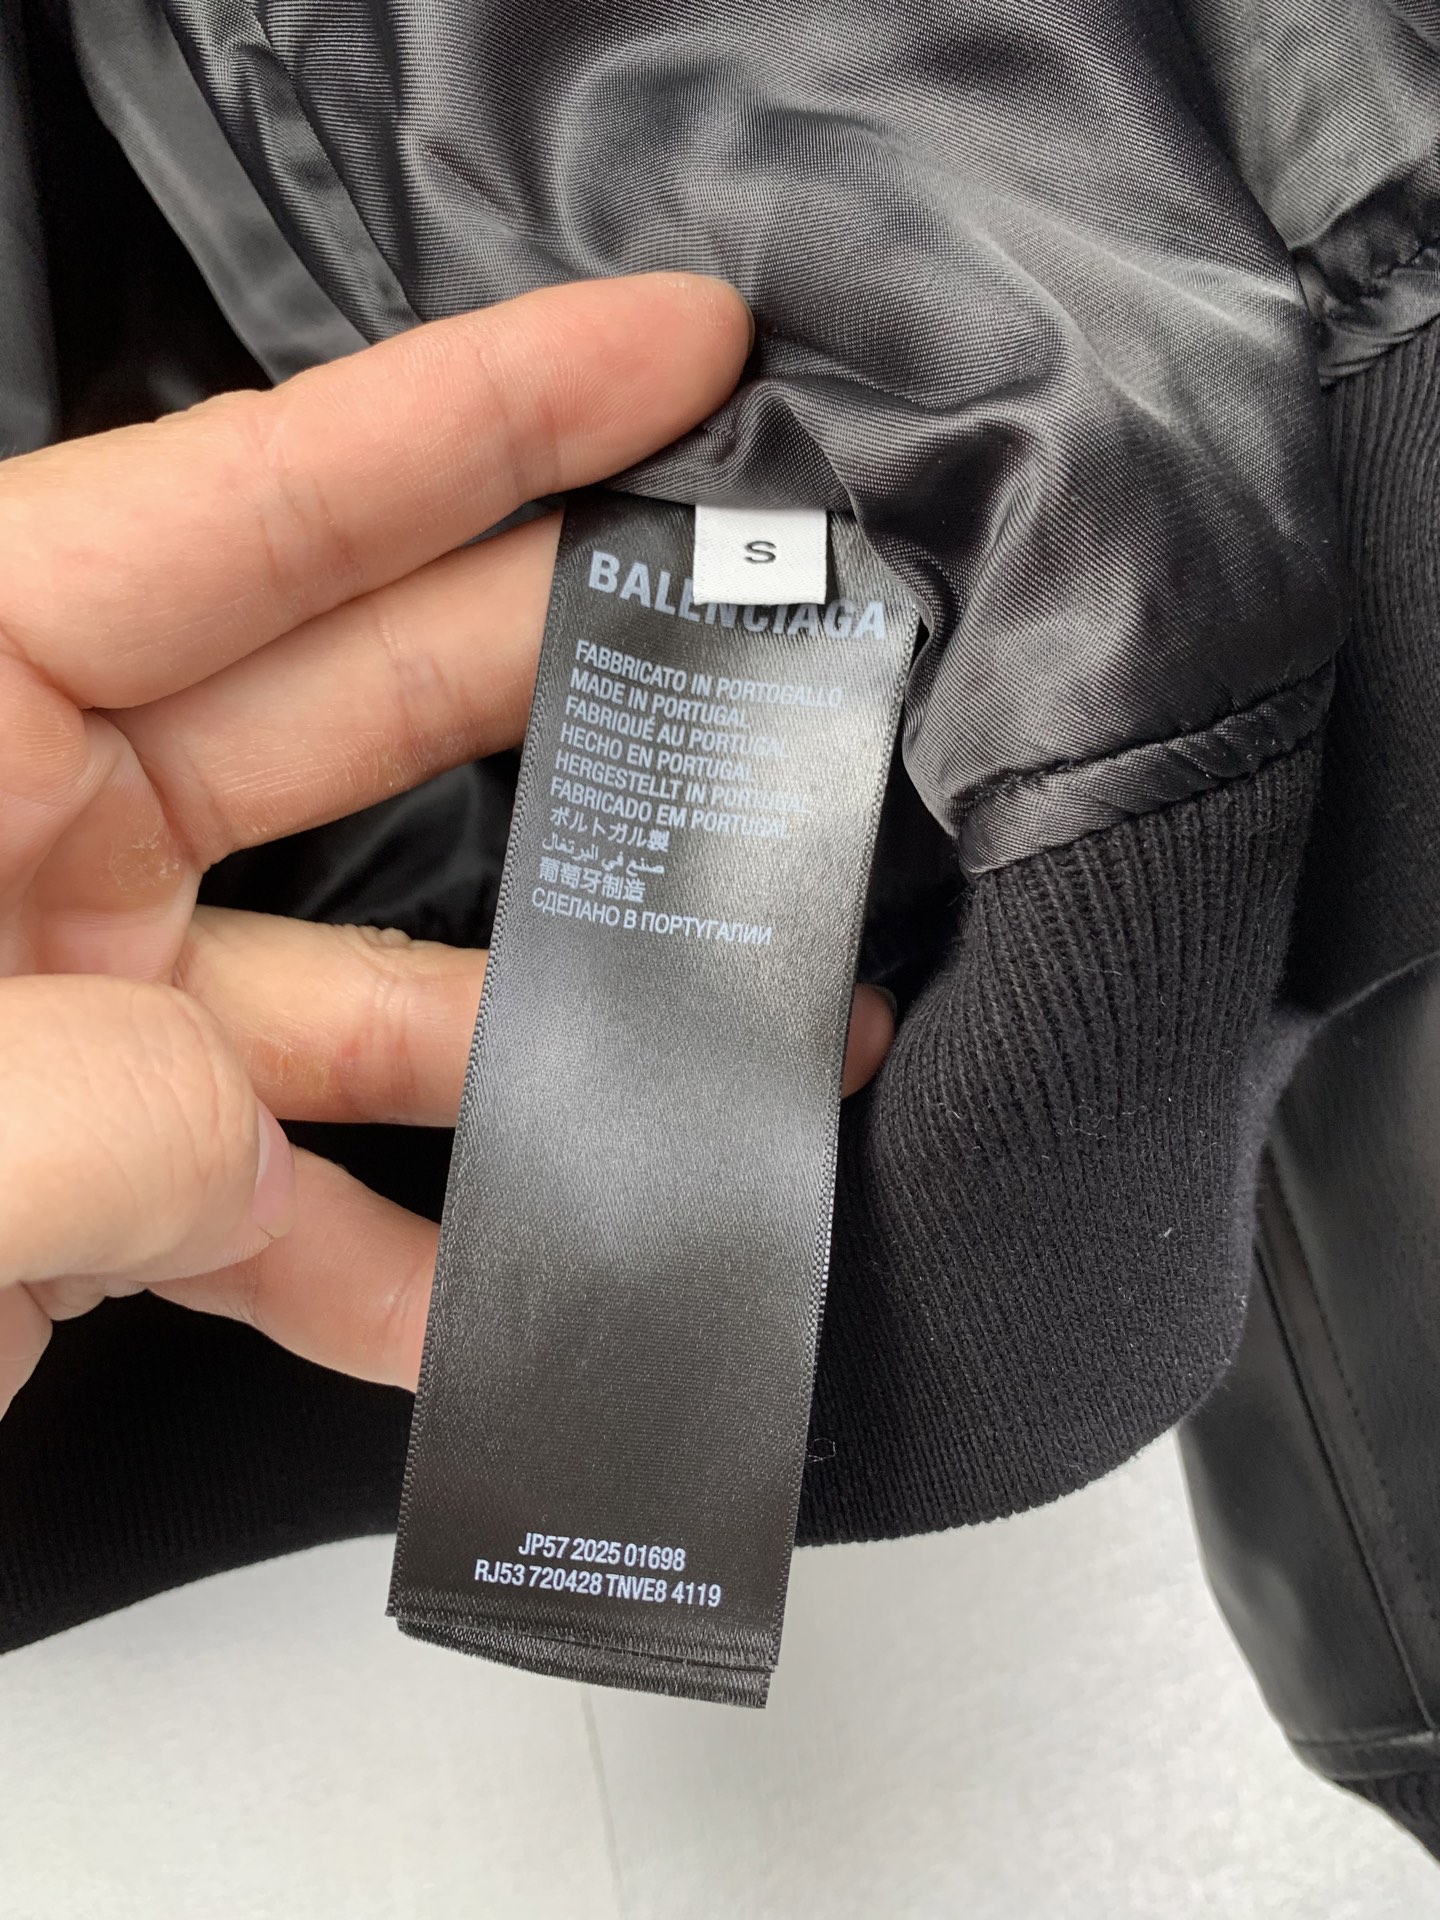 S
BALENCIAGA
FABBRICATO IN PORTOGALLO
MADE IN PORTUGAL
FABRIQUÉ AU PORTUGAL
HECHO EN PORTUGAL
HERGESTELLT IN PORTUGAL
FABRICADO EM PORTUGAL
ポルトガル製
صنع في البرتغال
葡萄牙制造
СДЕЛАНО В ПОРТУГАЛИИ
JP57 2025 01698
RJ53 720428 TNVE8 4119